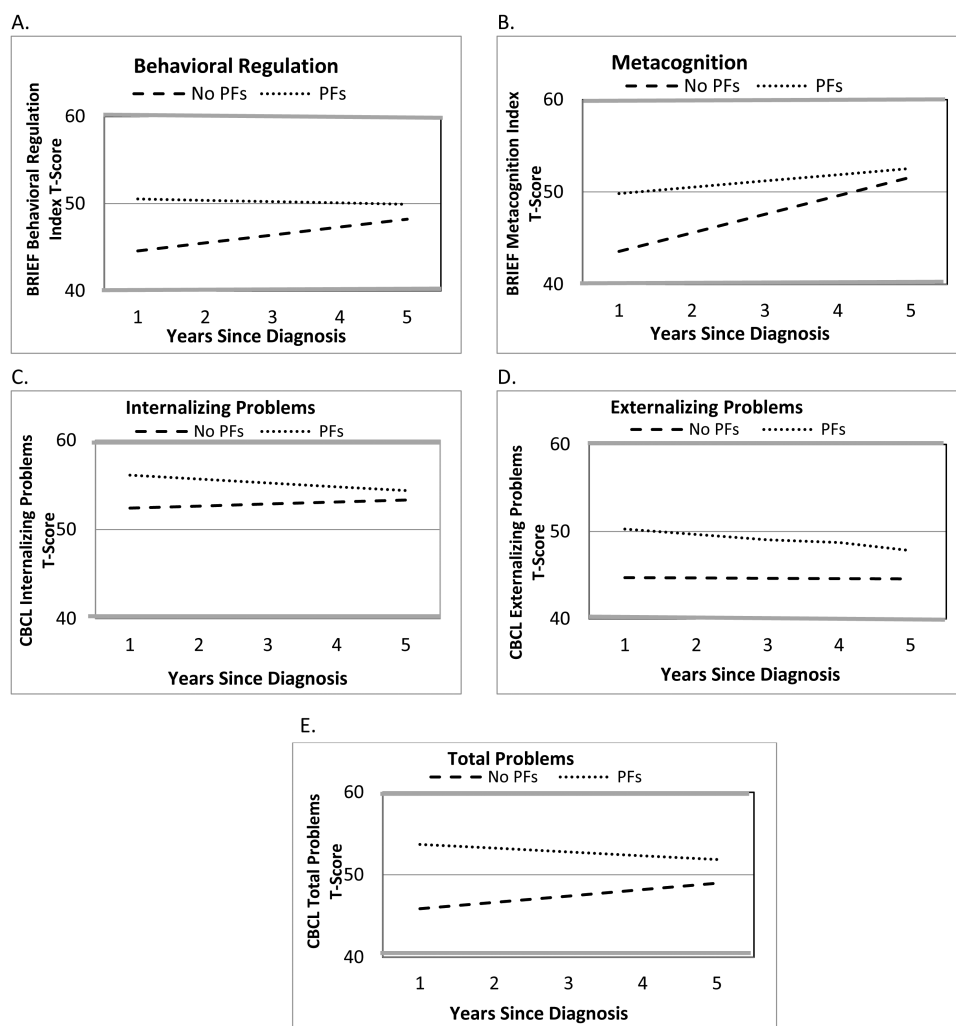 A.
Behavioral Regulation
No PFs PFs
BRIEF Behavioral Regulation
Index T-Score
60
50
40
1 2 3 4 5
Years Since Diagnosis
B.
Metacognition
No PFs PFs
BRIEF Metacognition Index
T-Score
60
50
40
1 2 3 4 5
Years Since Diagnosis
C.
Internalizing Problems
No PFs PFs
CBCL Internalizing Problems
T-Score
60
50
40
1 2 3 4 5
Years Since Diagnosis
D.
Externalizing Problems
No PFs PFs
CBCL Externalizing Problems
T-Score
60
50
40
1 2 3 4 5
Years Since Diagnosis
E.
Total Problems
No PFs PFs
CBCL Total Problems
T-Score
60
50
40
1 2 3 4 5
Years Since Diagnosis